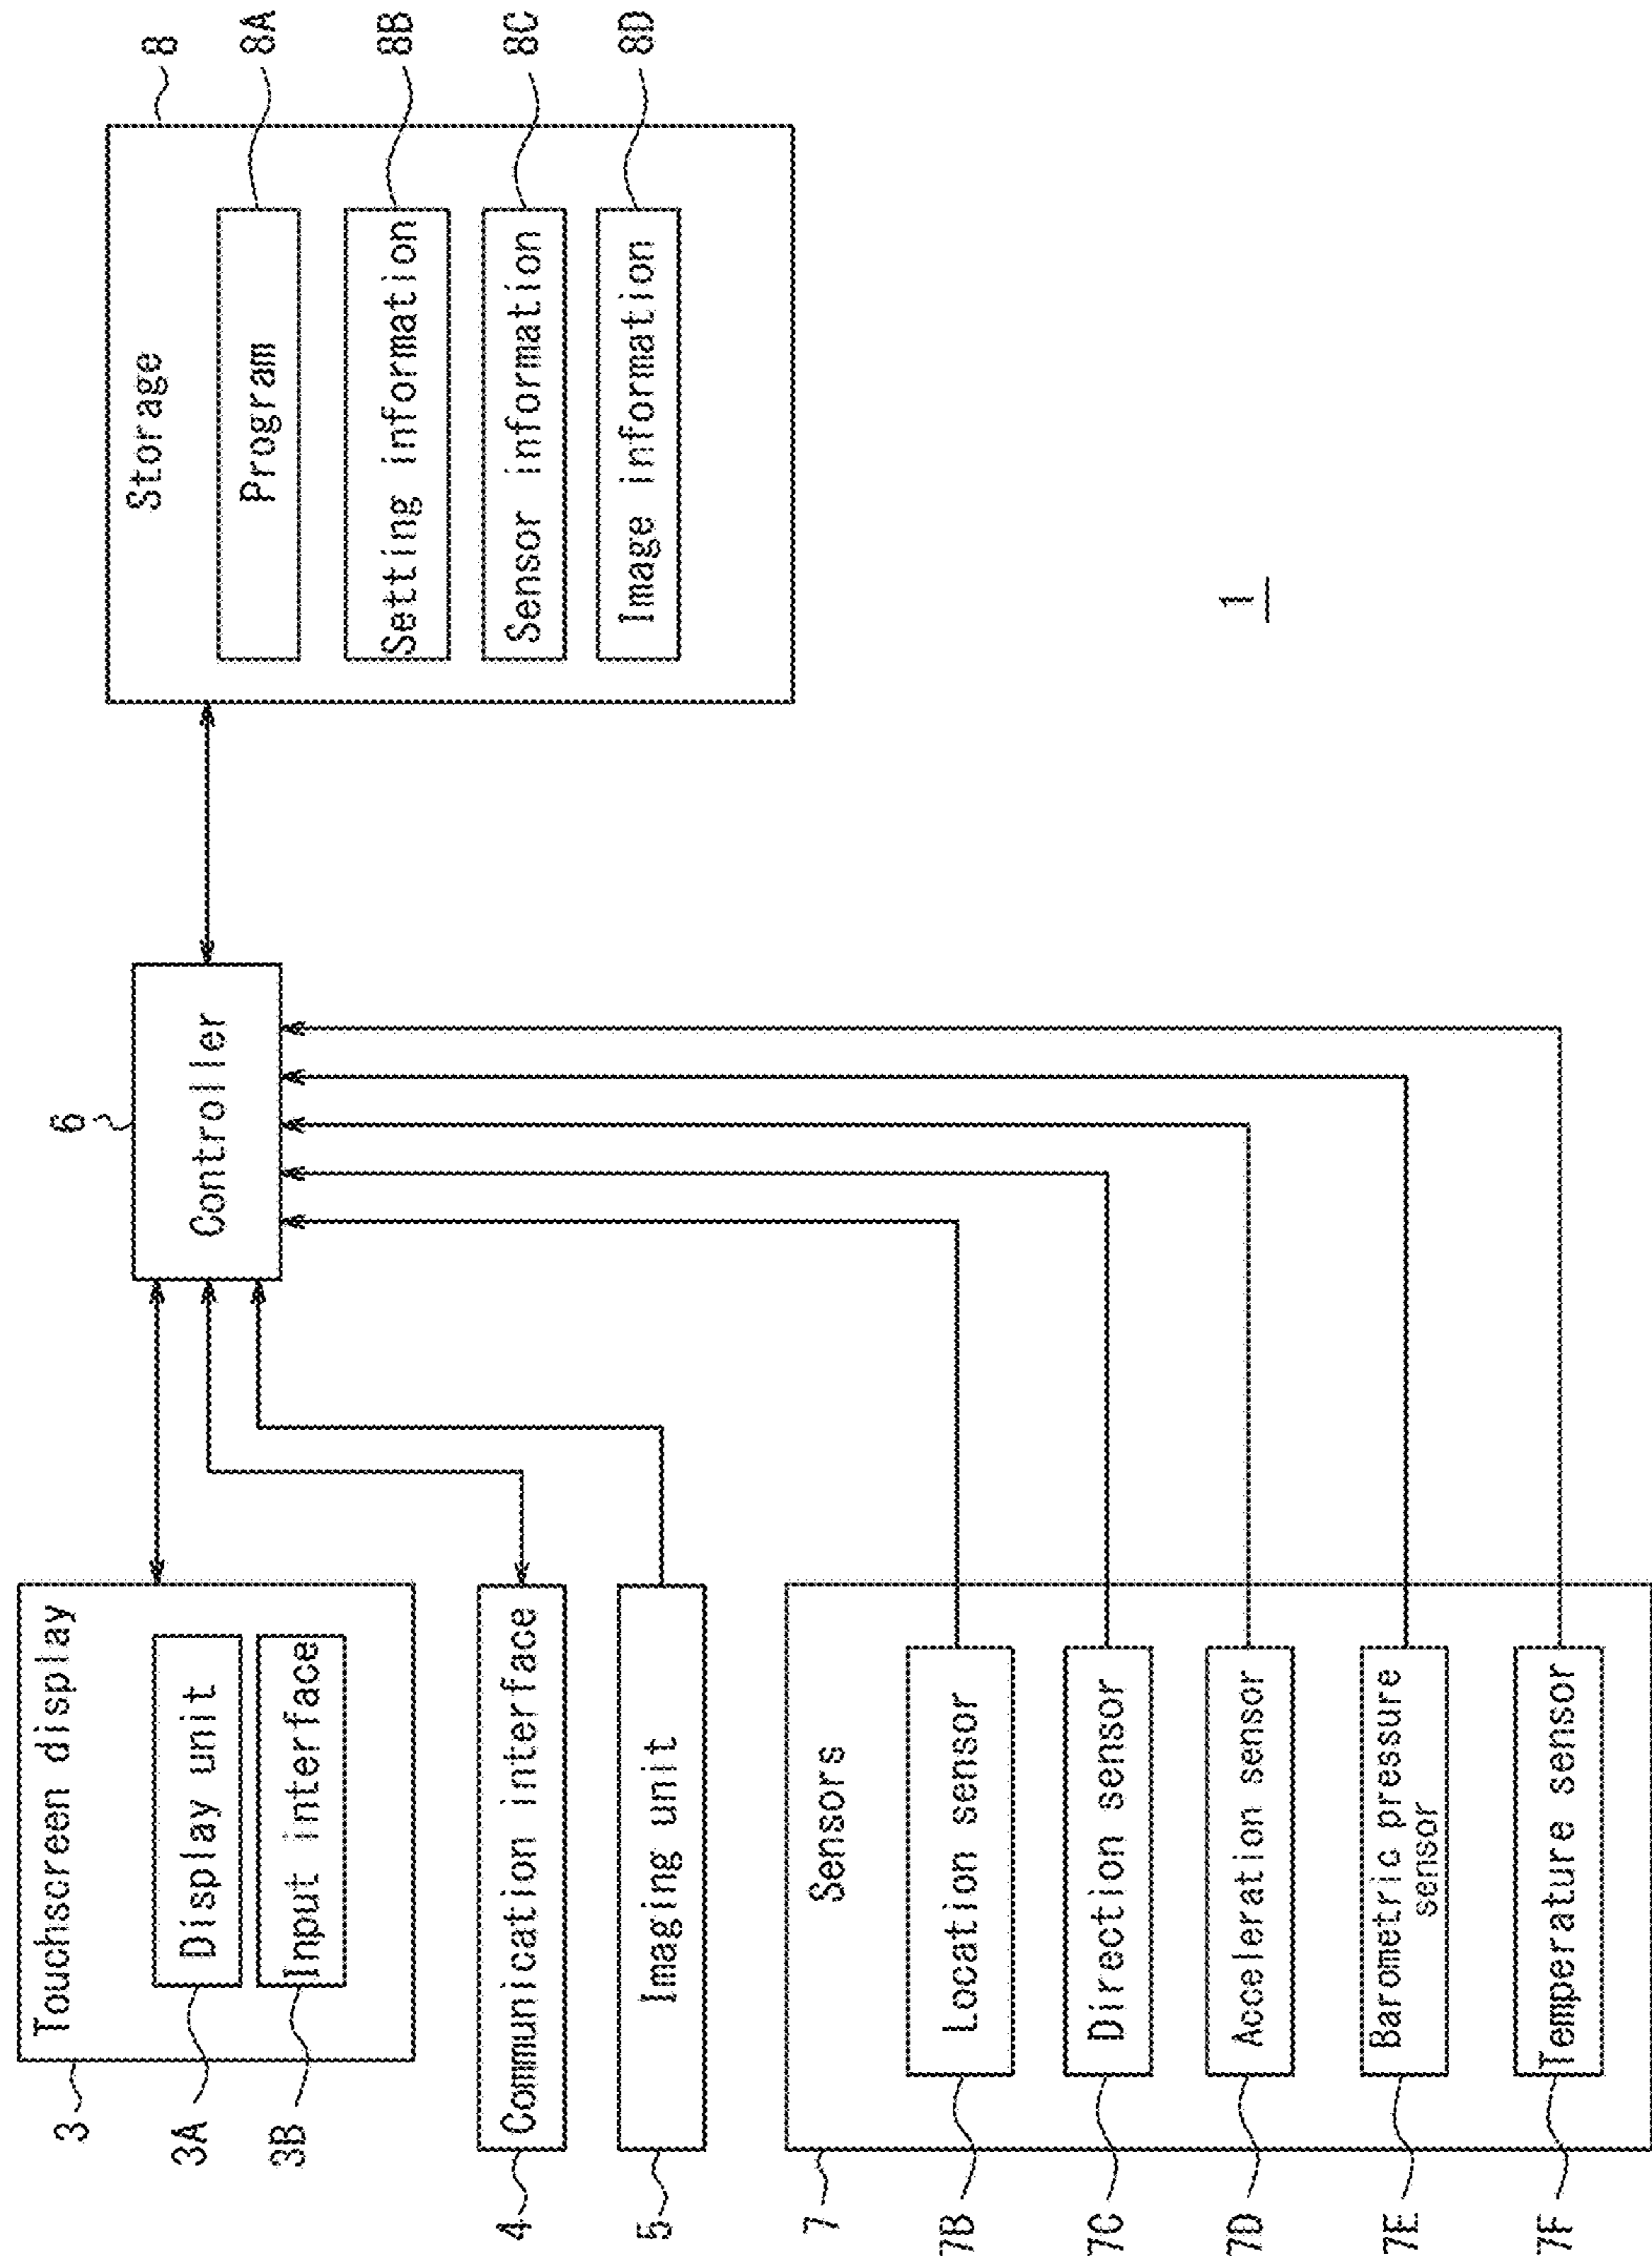 3
Touchscreen display
3A
Display unit
3B
Input interface
4
Communication interface
5
Imaging unit
7
Sensors
7B
Location sensor
7C
Direction sensor
7D
Acceleration sensor
7E
Barometric pressure
sensor
7F
Temperature sensor
6
Controller
8
Storage
8A
Program
8B
Setting information
8C
Sensor information
8D
Image information
1